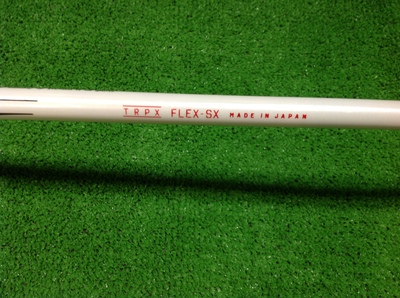 TRPX FLEX-SX MADE IN JAPAN